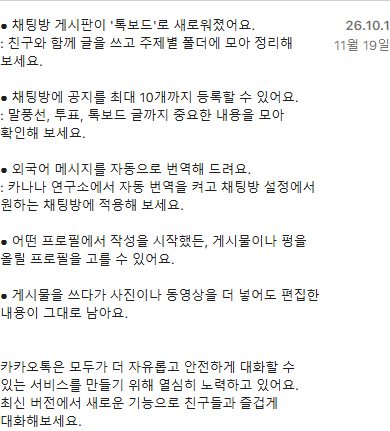 ● 채팅방 게시판이 '톡보드'로 새로워졌어요.
26.10.1
: 친구와 함께 글을 쓰고 주제별 폴더에 모아 정리해
11월 19일
보세요.
● 채팅방에 공지를 최대 10개까지 등록할 수 있어요.
: 말풍선, 투표, 톡보드 글까지 중요한 내용을 모아
확인해 보세요.
● 외국어 메시지를 자동으로 번역해 드려요.
: 카나나 연구소에서 자동 번역을 켜고 채팅방 설정에서
원하는 채팅방에 적용해 보세요.
● 어떤 프로필에서 작성을 시작했든, 게시물이나 펑을
올릴 프로필을 고를 수 있어요.
● 게시물을 쓰다가 사진이나 동영상을 더 넣어도 편집한
내용이 그대로 남아요.
카카오톡은 모두가 더 자유롭고 안전하게 대화할 수
있는 서비스를 만들기 위해 열심히 노력하고 있어요.
최신 버전에서 새로운 기능으로 친구들과 즐겁게
대화해보세요.